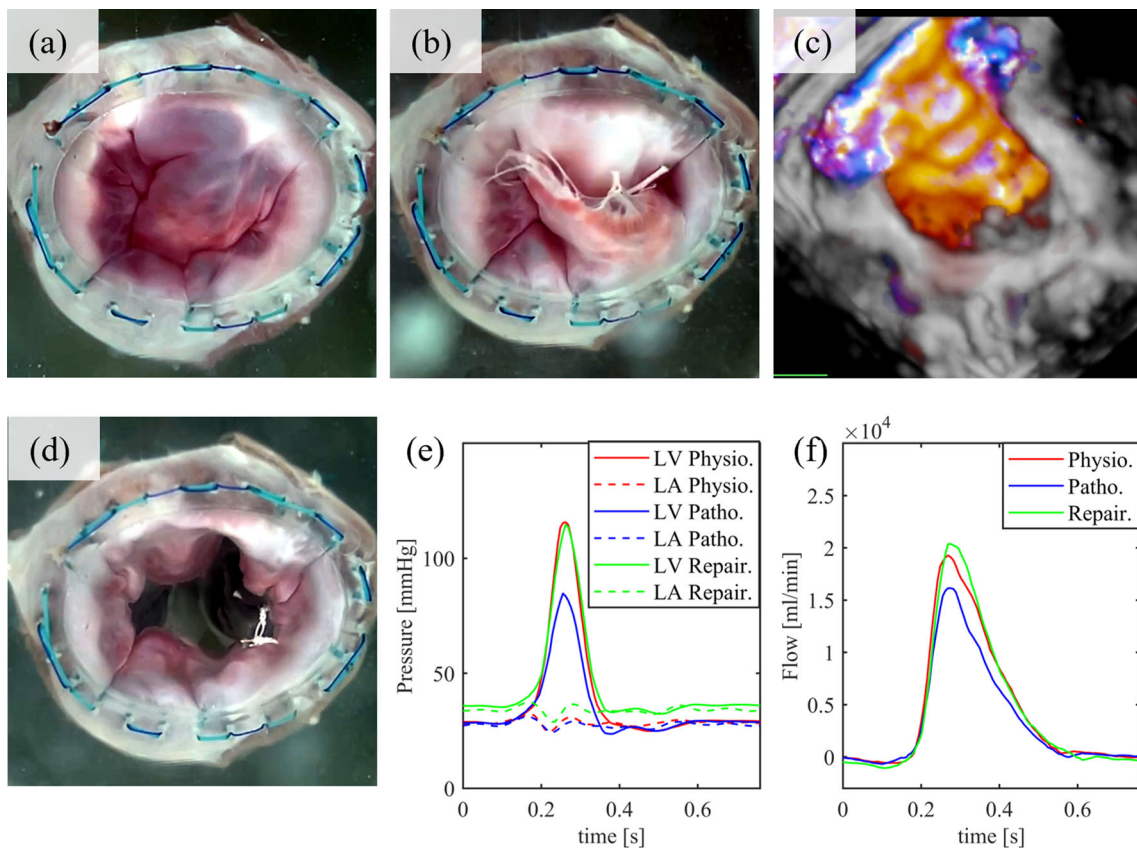 (a)
(b)
(c)
(d)
(e)
LV Physio.
LA Physio.
LV Patho.
LA Patho.
LV Repair.
LA Repair.
100
50
0
Pressure [mmHg]
0
0.2
0.4
0.6
time [s]
(f)
×10⁴
Physio.
Patho.
Repair.
2.5
2
1.5
1
0.5
0
Flow [ml/min]
0
0.2
0.4
0.6
time [s]